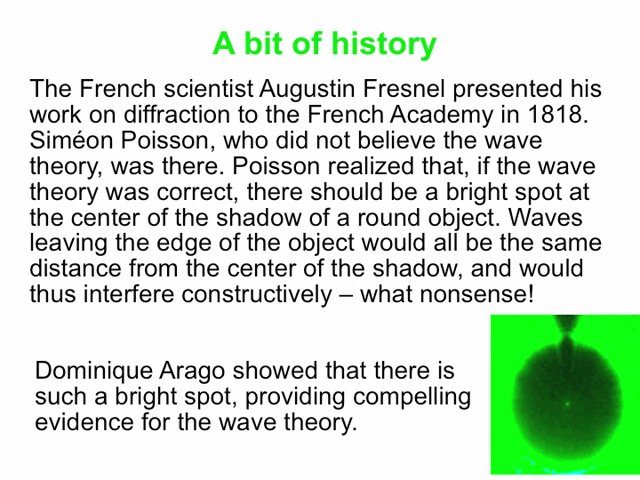 A bit of history
The French scientist Augustin Fresnel presented his
work on diffraction to the French Academy in 1818.
Siméon Poisson, who did not believe the wave
theory, was there. Poisson realized that, if the wave
theory was correct, there should be a bright spot at
the center of the shadow of a round object. Waves
leaving the edge of the object would all be the same
distance from the center of the shadow, and would
thus interfere constructively – what nonsense!
Dominique Arago showed that there is
such a bright spot, providing compelling
evidence for the wave theory.